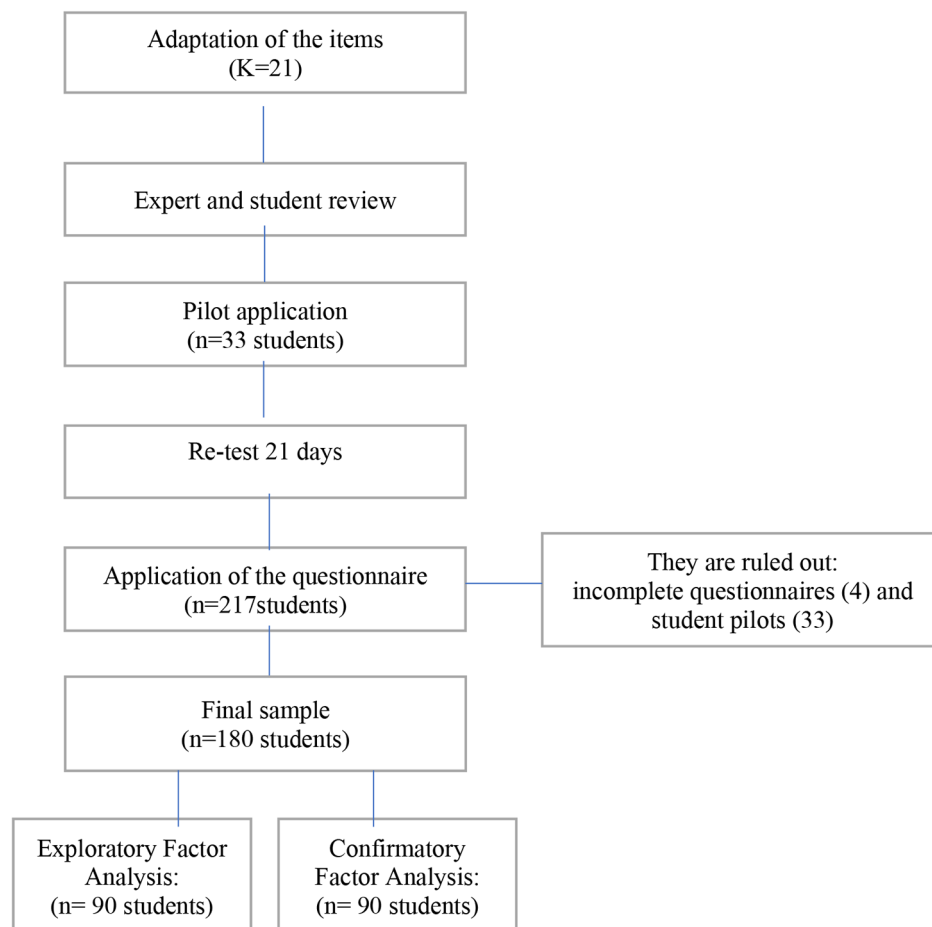 Adaptation of the items
(K=21)
Expert and student review
Pilot application
(n=33 students)
Re-test 21 days
Application of the questionnaire
(n=217students)
They are ruled out:
incomplete questionnaires (4) and
student pilots (33)
Final sample
(n=180 students)
Exploratory Factor
Analysis:
(n= 90 students)
Confirmatory
Factor Analysis:
(n= 90 students)